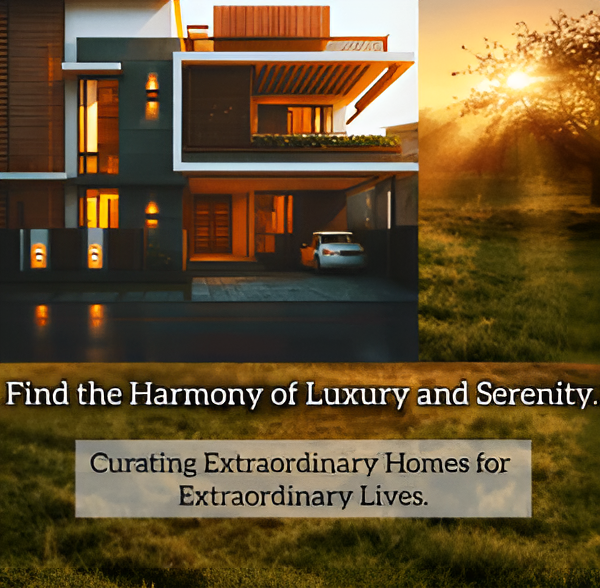 Find the Harmony of Luxury and Serenity.
Curating Extraordinary Homes for
Extraordinary Lives.